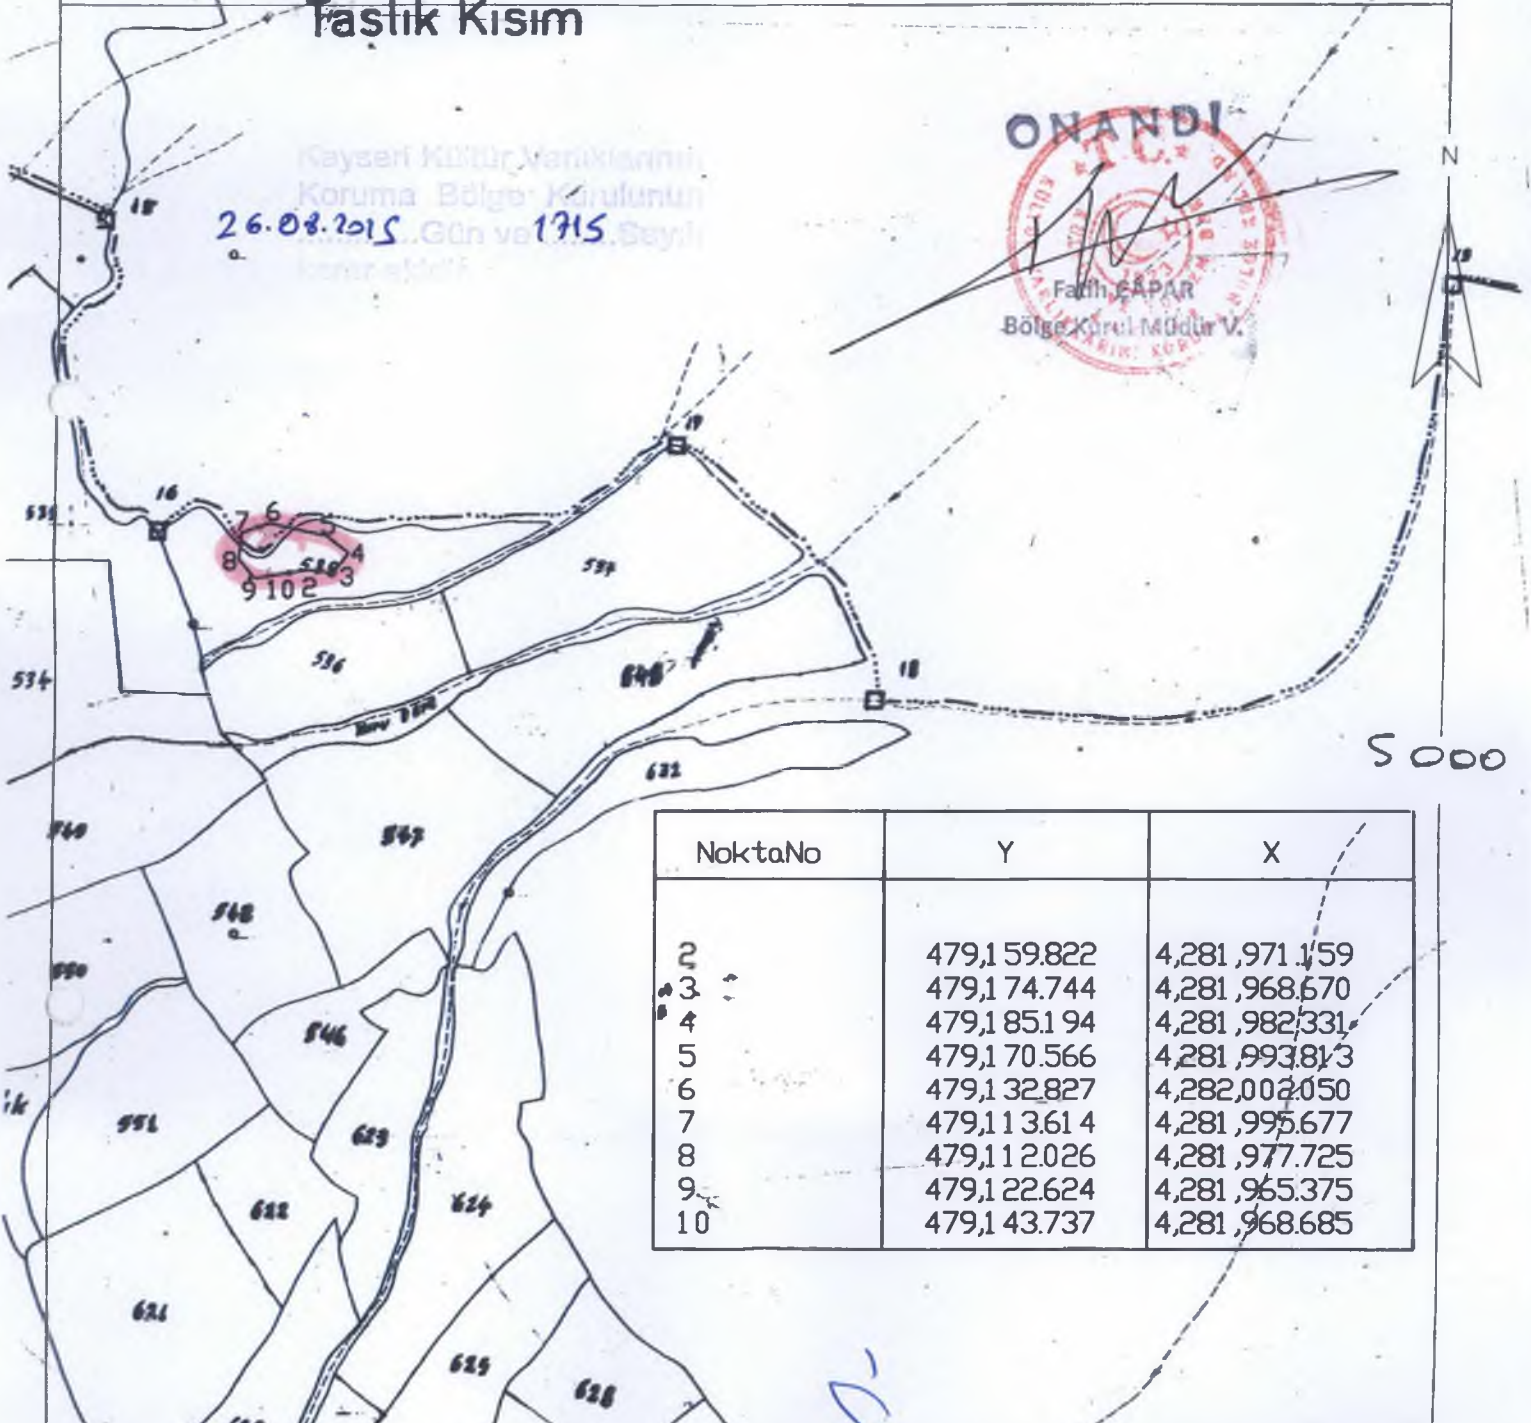 Taslık Kısım
ONANDI
T.C.
Kayseri Kültür Varlıklarının
Koruma Bölge Kurulunun
26.08.2015 Gün ve 1715 Sayılı
N
15
19
Fatih ÇAPAR
Bölge Kurul Müdür V.
17
16
7 6 5
8 4
538
9 10 2 3
537
536
534
18
632
5000
549
547
548
550
546
551
623
622
624
621
625
628
NoktaNo Y X
2 479,159.822 4,281,971.159
3 479,174.744 4,281,968.670
4 479,185.194 4,281,982.331
5 479,170.566 4,281,993.813
6 479,132.827 4,282,002.050
7 479,113.614 4,281,995.677
8 479,112.026 4,281,977.725
9 479,122.624 4,281,965.375
10 479,143.737 4,281,968.685